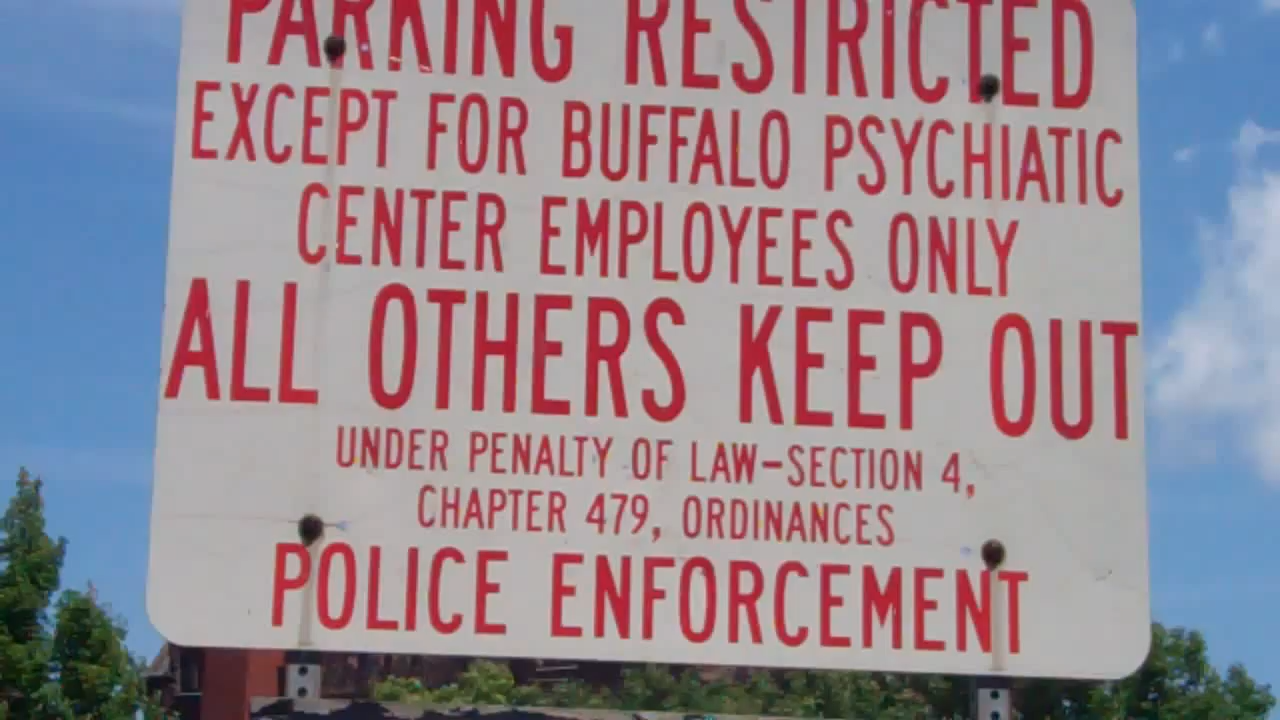 PARKING RESTRICTED
EXCEPT FOR BUFFALO PSYCHIATIC
CENTER EMPLOYEES ONLY
ALL OTHERS KEEP OUT
UNDER PENALTY OF LAW-SECTION 4,
CHAPTER 479, ORDINANCES
POLICE ENFORCEMENT